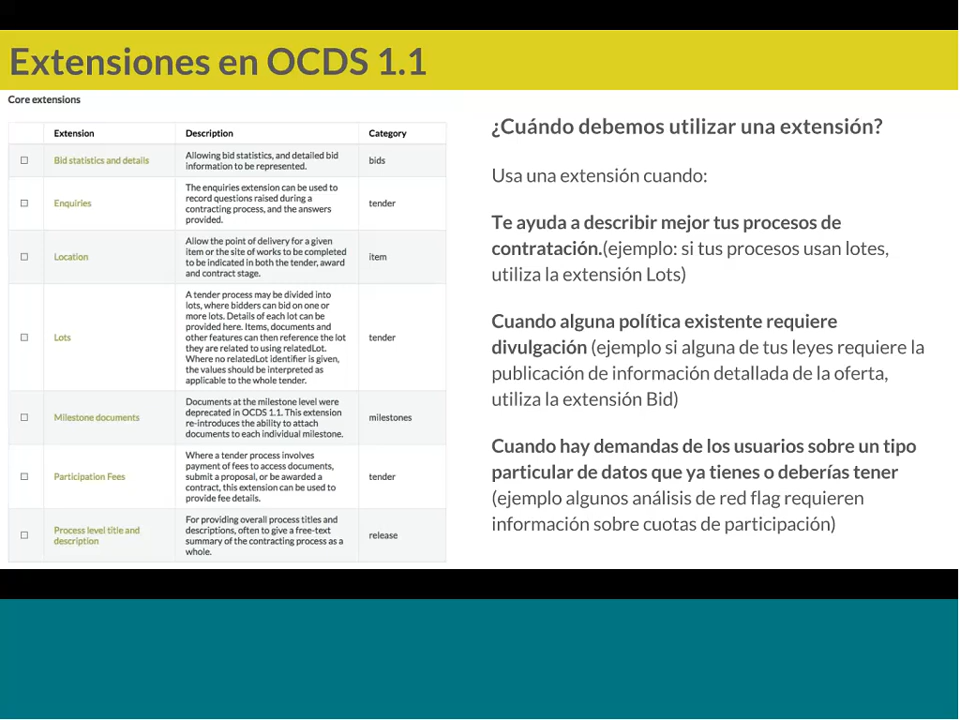 Extensiones en OCDS 1.1
Core extensions
Extension Description Category
Bid statistics and details
Allowing bid statistics, and detailed bid
information to be represented.
bids
Enquiries
The enquiries extension can be used to
record questions raised during a
contracting process, and the answers
provided.
tender
Location
Allow the point of delivery for a given
item or the site of works to be completed
to be indicated in both the tender, award
and contract stage.
item
Lots
A tender process may be divided into
lots, where bidders can bid on one or
more lots. Details of each lot can be
provided here. Items, documents and
other features can then reference the lot
they are related to using relatedLot.
Where no relatedLot identifier is given,
the values should be interpreted as
applicable to the whole tender.
tender
Milestone documents
Documents at the milestone level were
deprecated in OCDS 1.1. This extension
re-introduces the ability to attach
documents to each individual milestone.
milestones
Participation Fees
Where a tender process involves
payment of fees to access documents,
submit a proposal, or be awarded a
contract, this extension can be used to
provide fee details.
tender
Process level title and
description
For providing overall process titles and
descriptions, often to give a free-text
summary of the contracting process as a
whole.
release
¿Cuándo debemos utilizar una extensión?
Usa una extensión cuando:
Te ayuda a describir mejor tus procesos de
contratación.(ejemplo: si tus procesos usan lotes,
utiliza la extensión Lots)
Cuando alguna política existente requiere
divulgación (ejemplo si alguna de tus leyes requiere la
publicación de información detallada de la oferta,
utiliza la extensión Bid)
Cuando hay demandas de los usuarios sobre un tipo
particular de datos que ya tienes o deberías tener
(ejemplo algunos análisis de red flag requieren
información sobre cuotas de participación)